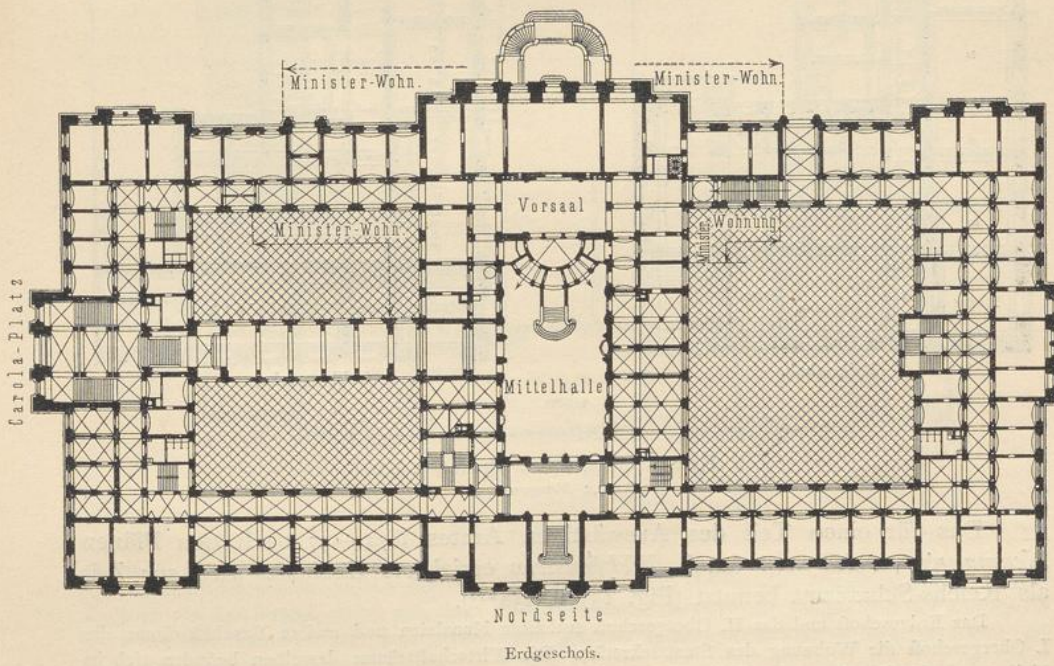 Minister-Wohn.
Minister-Wohn.
Vorsaal
Minister-Wohn.
Minister-
Wohnung
Carola-Platz
Mittelhalle
Nordseite
Erdgeschoſs.